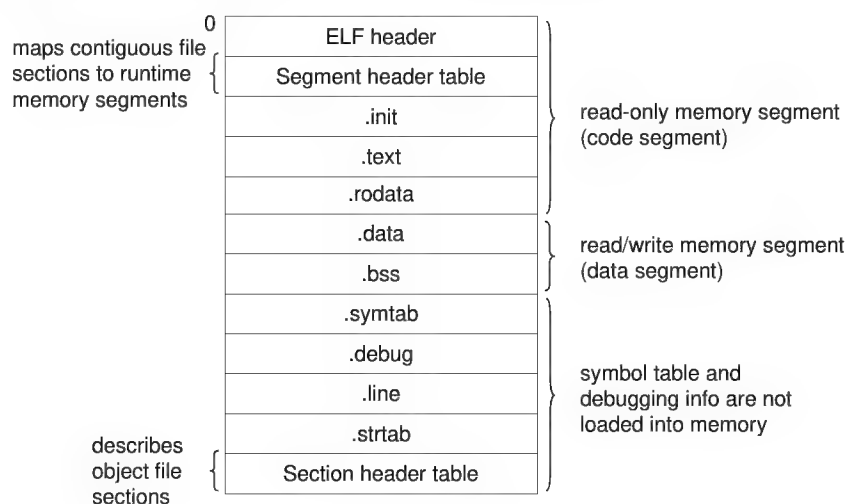 0
ELF header
maps contiguous file
sections to runtime
memory segments
Segment header table
.init
.text
.rodata
read-only memory segment
(code segment)
.data
.bss
read/write memory segment
(data segment)
.symtab
.debug
.line
.strtab
symbol table and
debugging info are not
loaded into memory
describes
object file
sections
Section header table